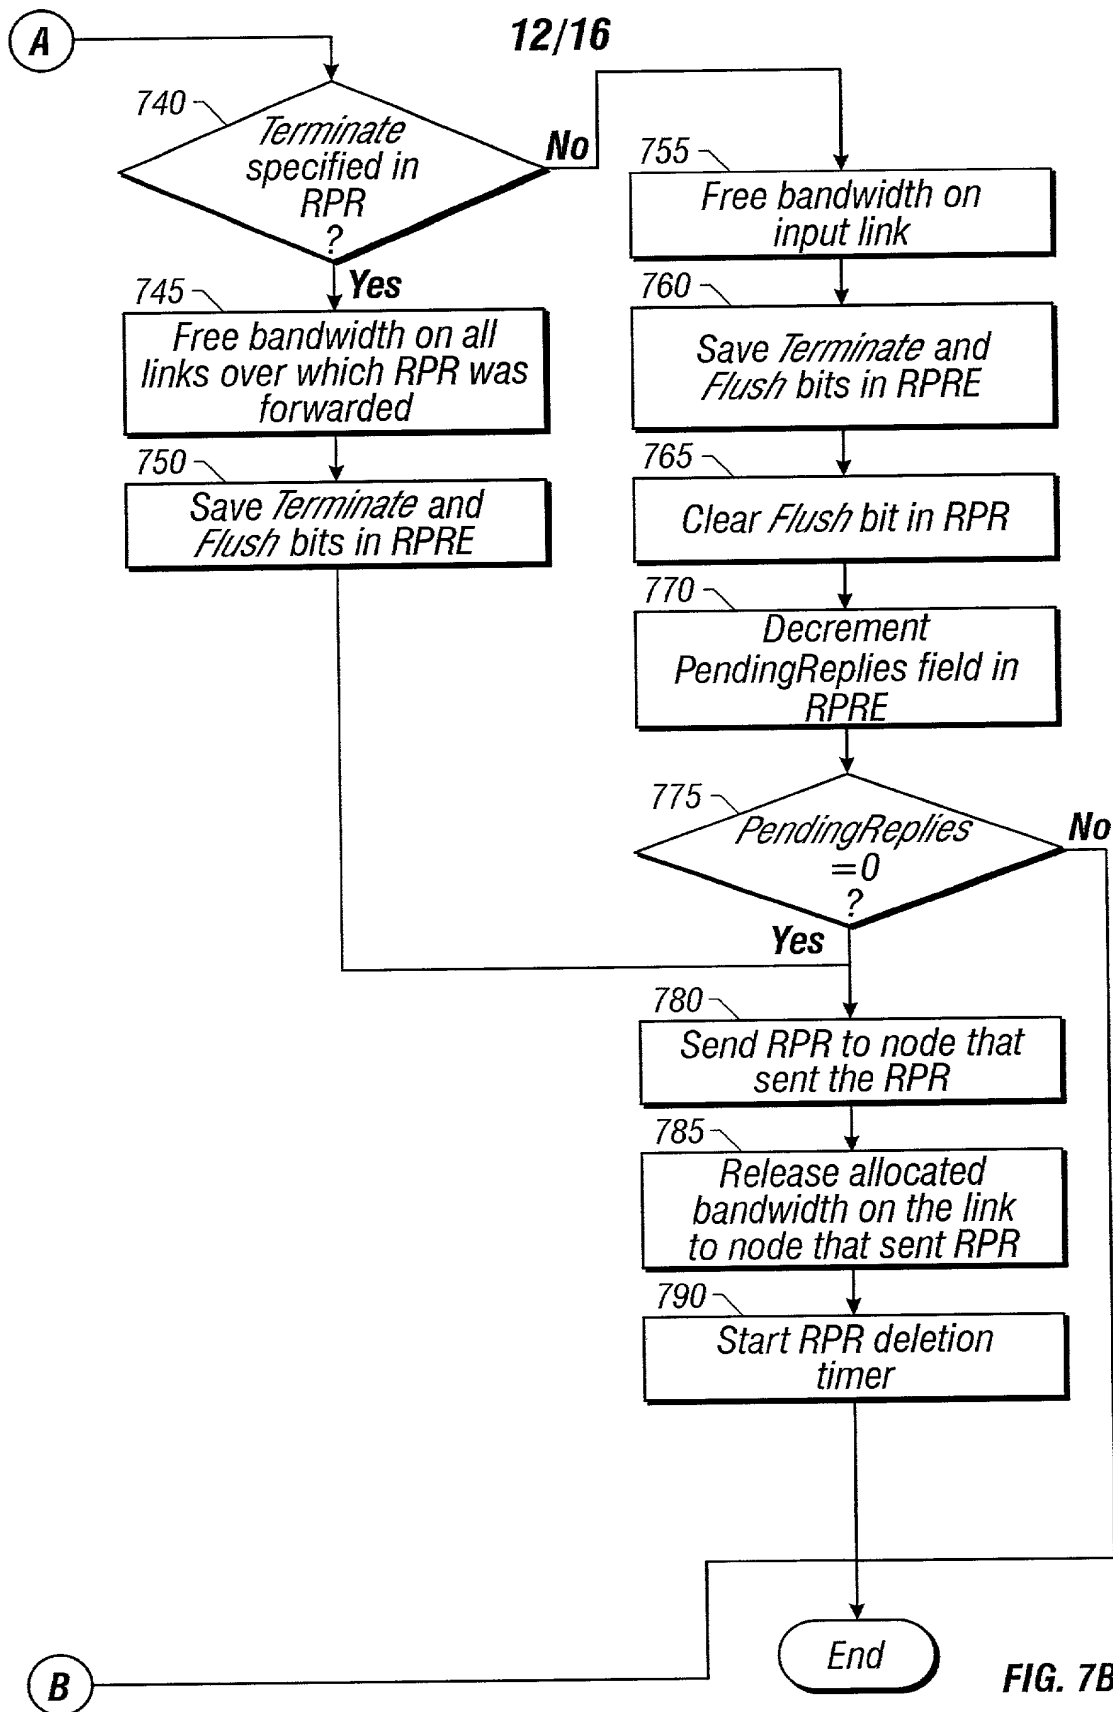 A
12/16
740
Terminate
specified in
RPR
?
No
Yes
745
Free bandwidth on all
links over which RPR was
forwarded
750
Save Terminate and
Flush bits in RPRE
755
Free bandwidth on
input link
760
Save Terminate and
Flush bits in RPRE
765
Clear Flush bit in RPR
770
Decrement
PendingReplies field in
RPRE
775
PendingReplies
=0
?
No
Yes
780
Send RPR to node that
sent the RPR
785
Release allocated
bandwidth on the link
to node that sent RPR
790
Start RPR deletion
timer
End
B
FIG. 7B